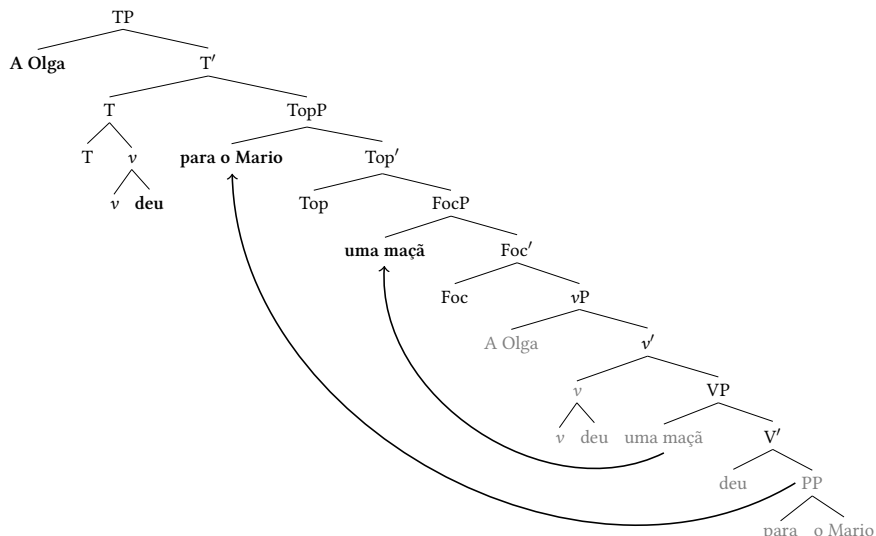 TP
A Olga T′
T TopP
T v para o Mario Top′
v deu Top FocP
uma maçã Foc′
Foc vP
A Olga v′
v VP
v deu uma maçã V′
deu PP
para o Mario